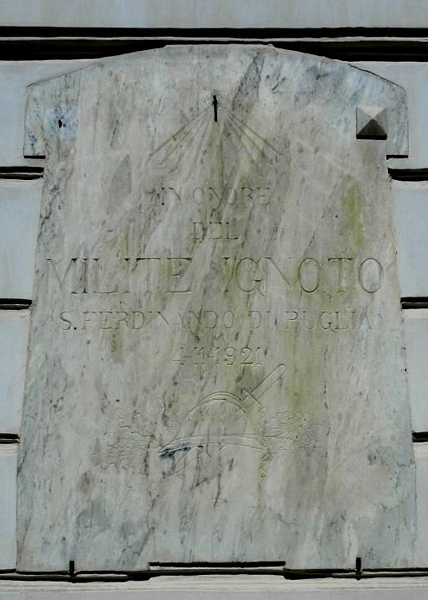 IN ONORE
DEL
MILITE IGNOTO
S. FERDINANDO DI PUGLIA
4-11-1921